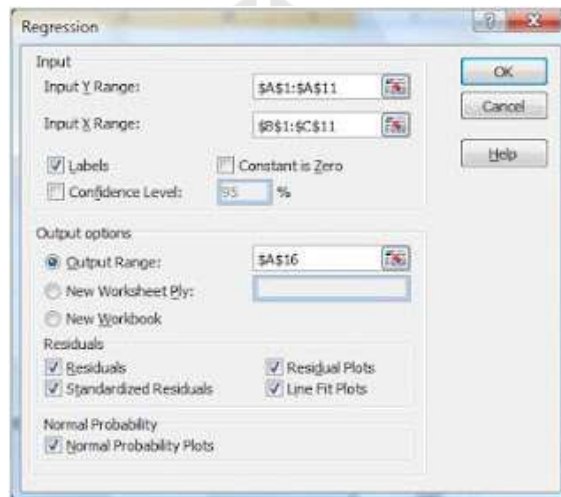 Regression
Input
Input Y Range: $A$1:$A$11
Input X Range: $B$1:$C$11
Labels Constant is Zero
Confidence Level: 95 %
OK
Cancel
Help
Output options
Output Range: $A$16
New Worksheet Ply:
New Workbook
Residuals
Residuals Residual Plots
Standardized Residuals Line Fit Plots
Normal Probability
Normal Probability Plots